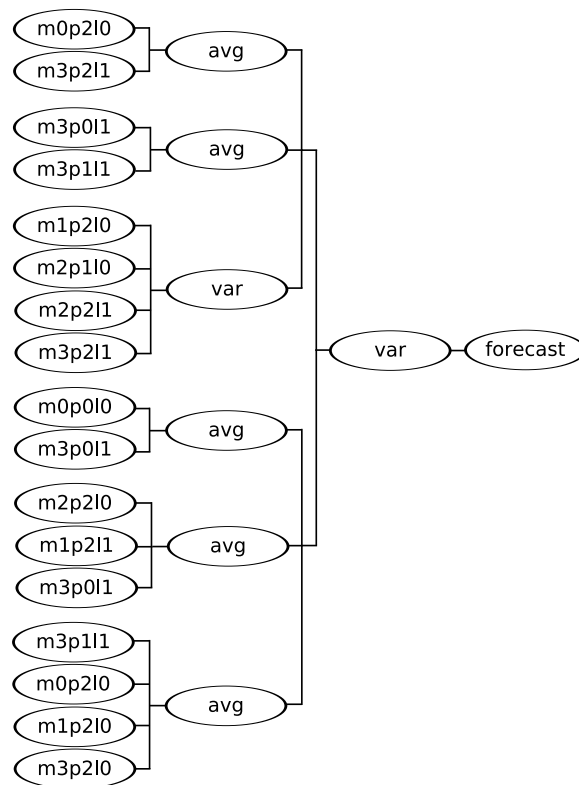 m0p2l0
m3p2l1
avg
m3p0l1
m3p1l1
avg
m1p2l0
m2p1l0
m2p2l1
m3p2l1
var
var
forecast
m0p0l0
m3p0l1
avg
m2p2l0
m1p2l1
m3p0l1
avg
m3p1l1
m0p2l0
m1p2l0
m3p2l0
avg